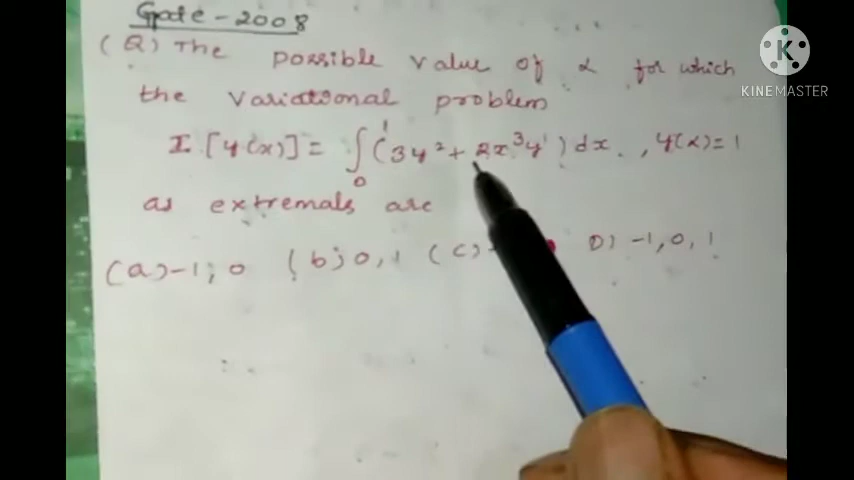 Gate - 2008
(Q) The possible value of α for which
the variational problem
I [y(x)] = ∫₀¹ (3y² + 2x³y') dx , y(α) = 1
as extremals are
(a) -1, 0 (b) 0, 1 (c) D) -1, 0, 1
KINEMASTER